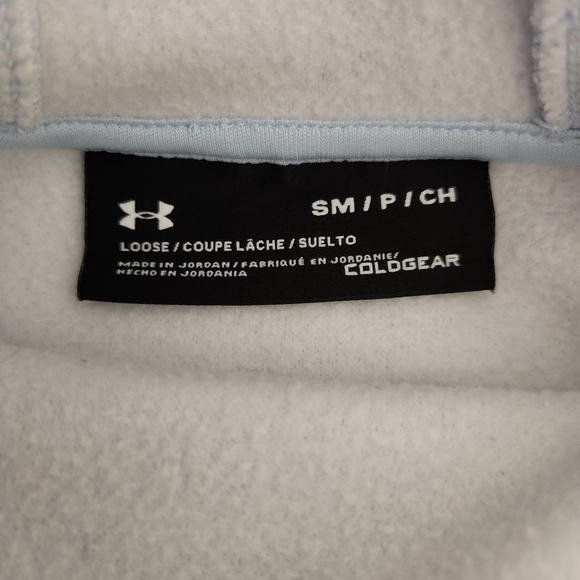 SM / P / CH
LOOSE / COUPE LÂCHE / SUELTO
MADE IN JORDAN / FABRIQUÉ EN JORDANIE/
HECHO EN JORDANIA
COLDGEAR